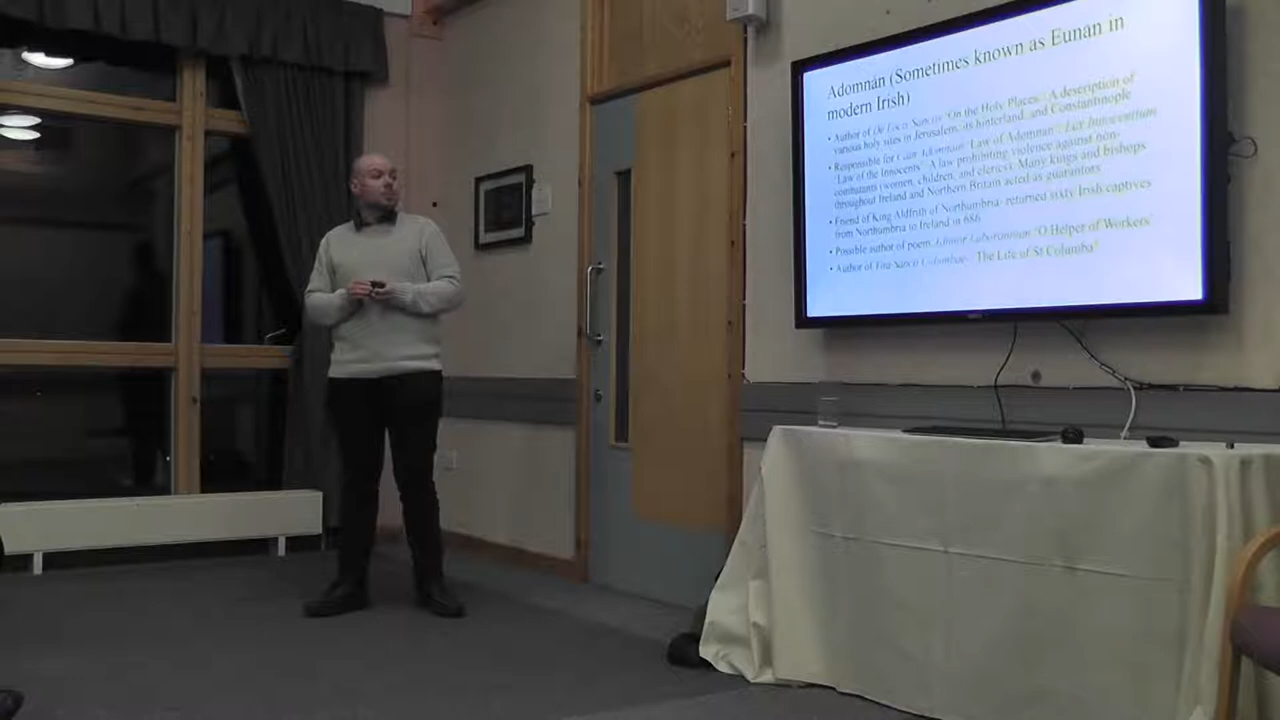 Adomnán (Sometimes known as Eunan in
modern Irish)
• Author of De Locis Sanctis 'On the Holy Places'- A description of
various holy sites in Jerusalem, its hinterland, and Constantinople
• Responsible for Cáin Adomnáin 'Law of Adomnán'/ Lex Innocentium
'Law of the Innocents'- A law prohibiting violence against non-
combatants (women, children, and clerics). Many kings and bishops
throughout Ireland and Northern Britain acted as guarantors
• Friend of King Aldfrith of Northumbria- returned sixty Irish captives
from Northumbria to Ireland in 686
• Possible author of poem Adiutor Laborantium 'O Helper of Workers'
• Author of Vita Sancti Columbae- 'The Life of St Columba'